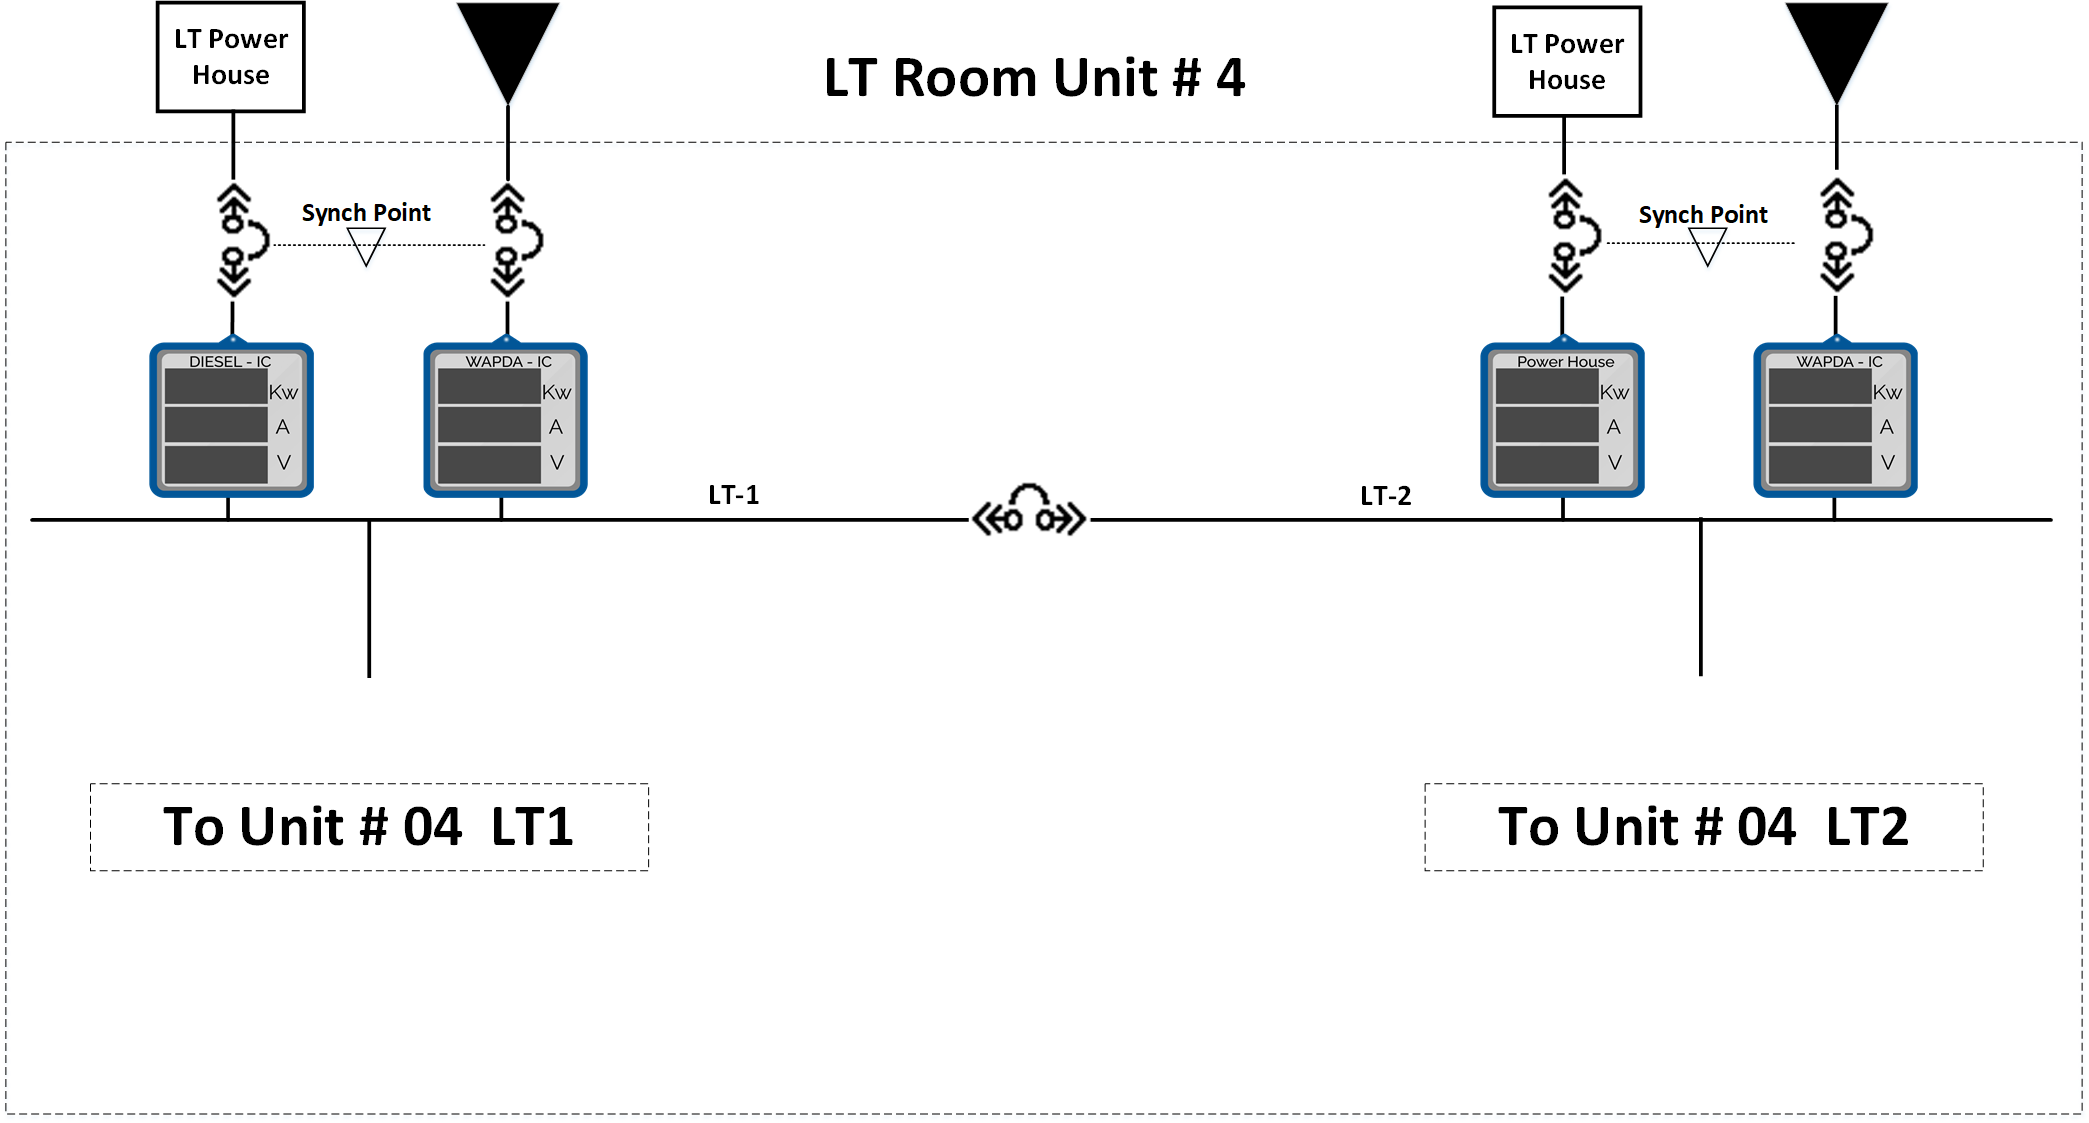 LT Power
House
LT Room Unit # 4
LT Power
House
Synch Point
Synch Point
DIESEL - IC
Kw
A
V
WAPDA - IC
Kw
A
V
Power House
Kw
A
V
WAPDA - IC
Kw
A
V
LT-1
LT-2
To Unit # 04 LT1
To Unit # 04 LT2